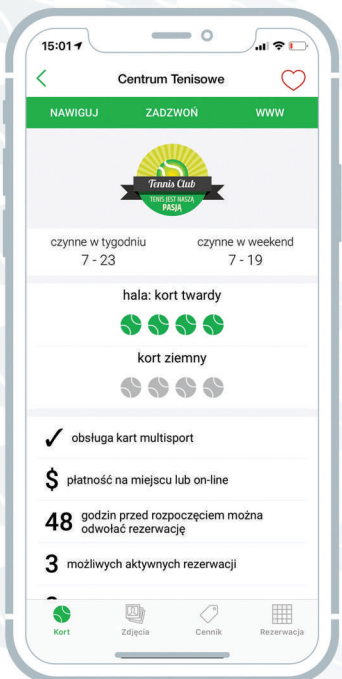 15:01
Centrum Tenisowe
NAWIGUJ ZADZWOŃ WWW
Tennis Club
TENIS JEST NASZĄ
PASJĄ
czynne w tygodniu czynne w weekend
7 - 23 7 - 19
hala: kort twardy
kort ziemny
✓ obsługa kart multisport
$ płatność na miejscu lub on-line
48 godzin przed rozpoczęciem można
odwołać rezerwację
3 możliwych aktywnych rezerwacji
Kort Zdjęcia Cennik Rezerwacja